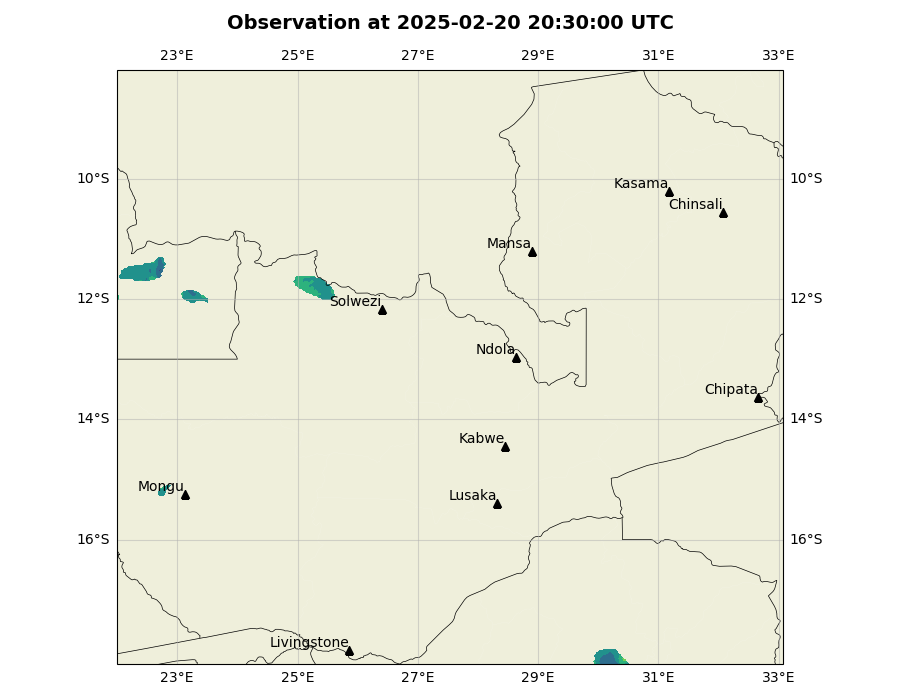 Observation at 2025-02-20 20:30:00 UTC
23°E 25°E 27°E 29°E 31°E 33°E
10°S 10°S
Kasama
Chinsali
Mansa
12°S 12°S
Solwezi
Ndola
Chipata
14°S 14°S
Kabwe
Mongu
Lusaka
16°S 16°S
Livingstone
23°E 25°E 27°E 29°E 31°E 33°E